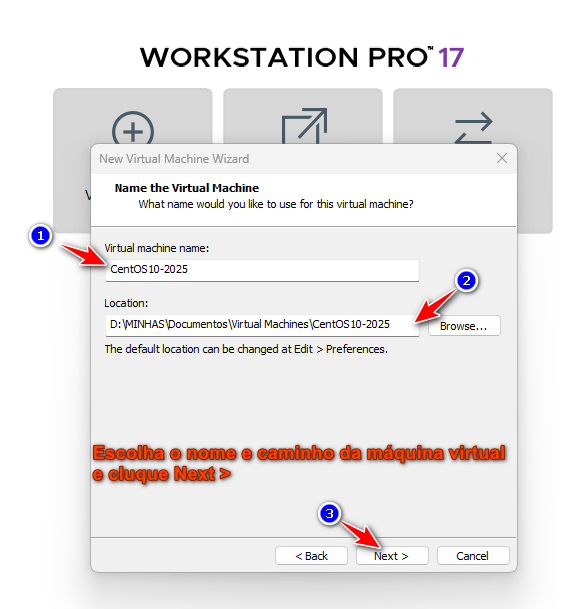 WORKSTATION PRO™ 17
V
New Virtual Machine Wizard
Name the Virtual Machine
What name would you like to use for this virtual machine?
1
Virtual machine name:
CentOS10-2025
2
Location:
D:\MINHAS\Documentos\Virtual Machines\CentOS10-2025
Browse...
The default location can be changed at Edit > Preferences.
Escolha o nome e caminho da máquina virtual
e cluque Next >
3
< Back
Next >
Cancel